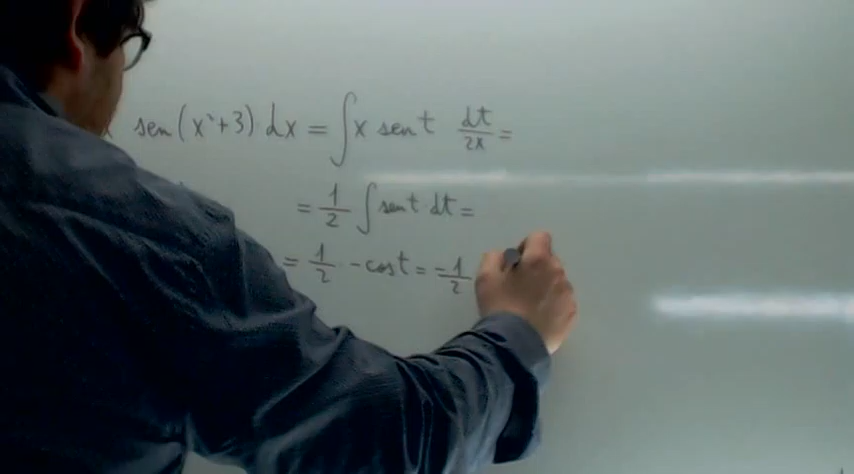 x sen(x²+3) dx = ∫ x sen t dt/2x =
= 1/2 ∫ sen t dt =
= 1/2 -cos t = -1/2